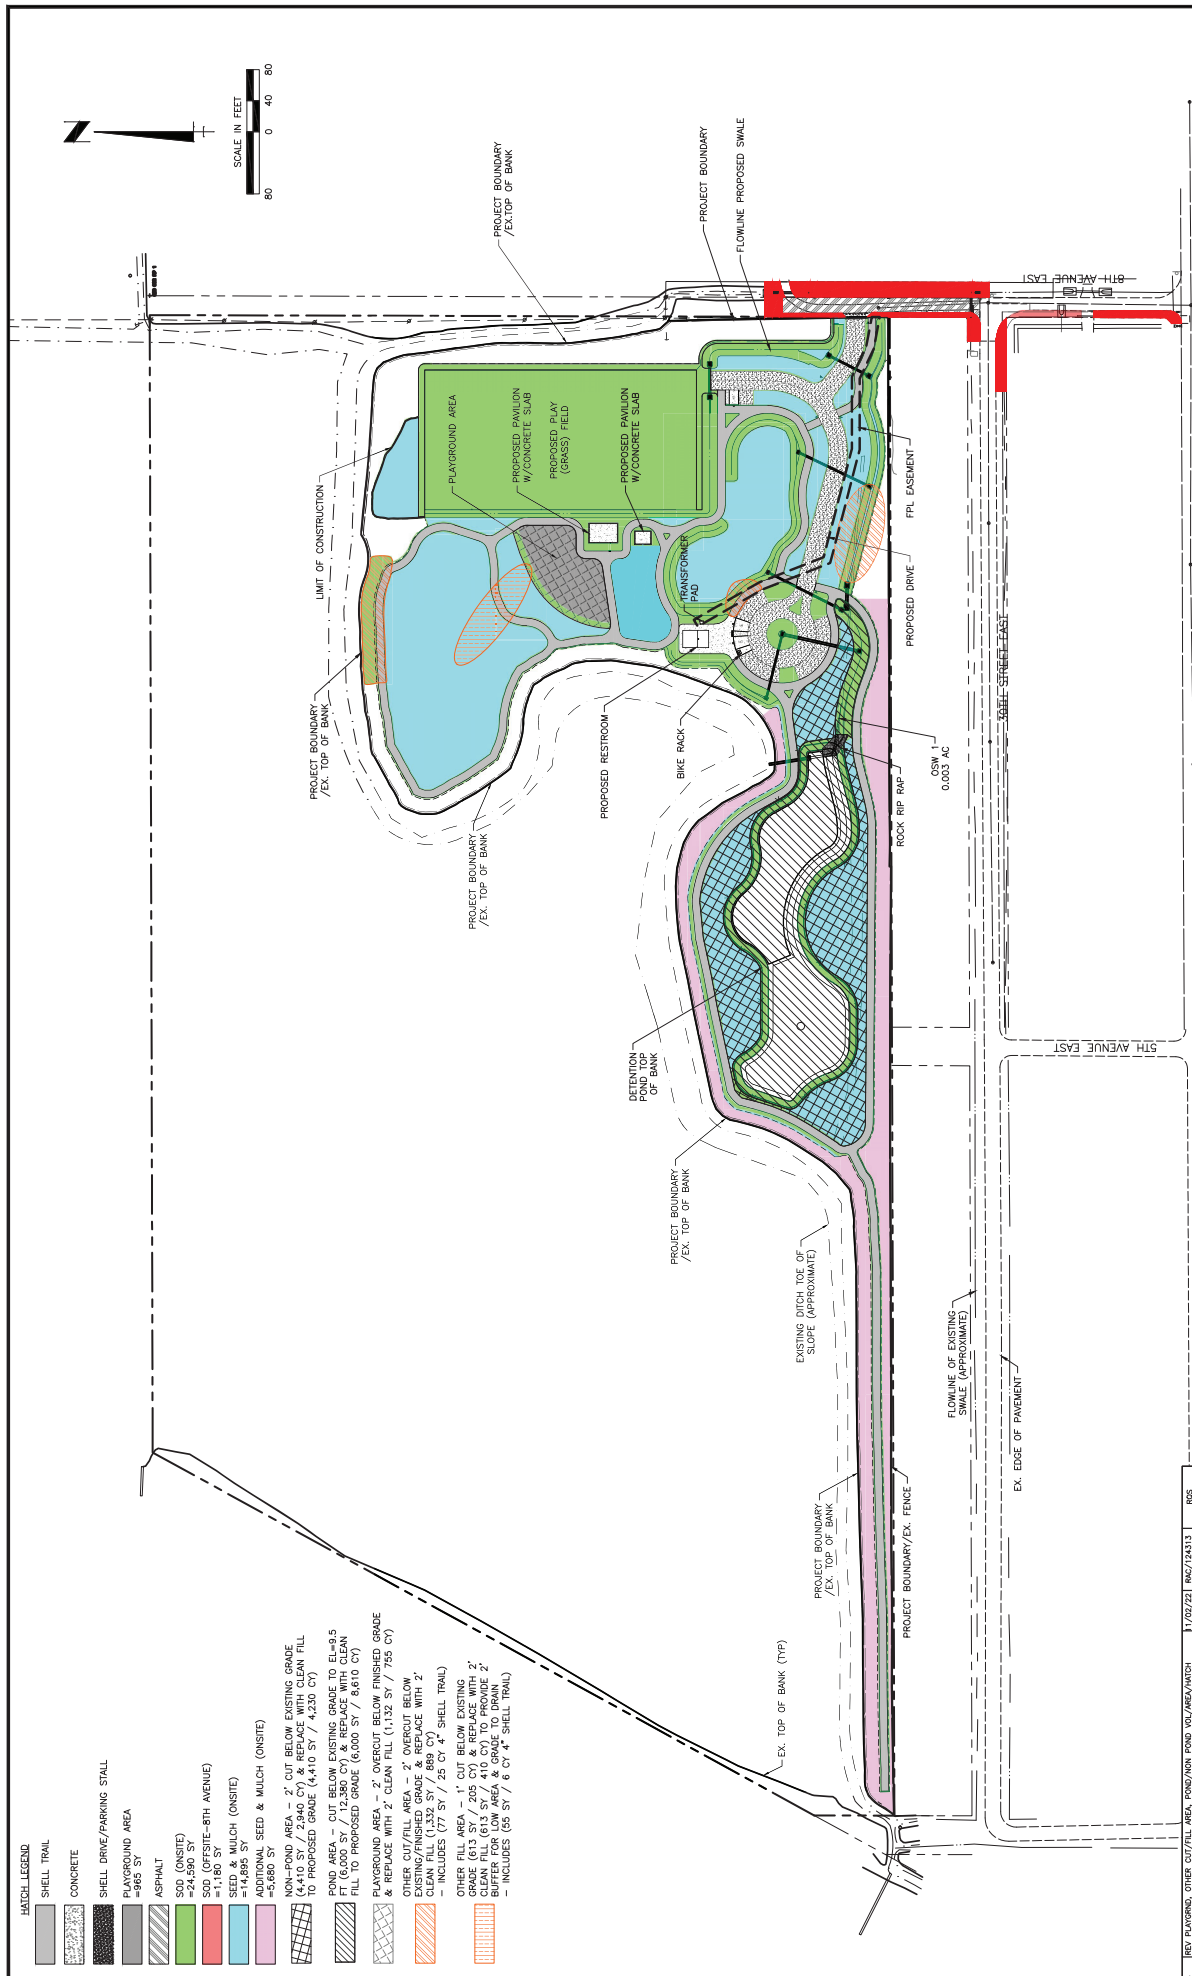 HATCH LEGEND
SHELL TRAIL
CONCRETE
SHELL DRIVE/PARKING STALL
PLAYGROUND AREA
=965 SY
ASPHALT
SOD (ONSITE)
=24,590 SY
SOD (OFFSITE-8TH AVENUE)
=1,180 SY
SEED & MULCH (ONSITE)
=14,895 SY
ADDITIONAL SEED & MULCH (ONSITE)
=5,680 SY
NON-POND AREA - 2' CUT BELOW EXISTING GRADE
(4,410 SY / 2,940 CY) & REPLACE WITH CLEAN FILL
TO PROPOSED GRADE (4,410 SY / 4,230 CY)
POND AREA - CUT BELOW EXISTING GRADE TO EL=9.5
FT (6,000 SY / 12,380 CY) & REPLACE WITH CLEAN
FILL TO PROPOSED GRADE (6,000 SY / 8,610 CY)
PLAYGROUND AREA - 2' OVERCUT BELOW FINISHED GRADE
& REPLACE WITH 2' CLEAN FILL (1,132 SY / 755 CY)
OTHER CUT/FILL AREA - 2' OVERCUT BELOW
EXISTING/FINISHED GRADE & REPLACE WITH 2'
CLEAN FILL (1,332 SY / 889 CY)
- INCLUDES (77 SY / 25 CY 4" SHELL TRAIL)
OTHER FILL AREA - 1' CUT BELOW EXISTING
GRADE (613 SY / 205 CY) & REPLACE WITH 2'
CLEAN FILL (613 SY / 410 CY) TO PROVIDE 2'
BUFFER FOR LOW AREA & GRADE TO DRAIN
- INCLUDES (55 SY / 6 CY 4" SHELL TRAIL)
N
SCALE IN FEET
80 0 40 80
PROJECT BOUNDARY
/EX.TOP OF BANK
PROJECT BOUNDARY
FLOWLINE PROPOSED SWALE
8TH AVENUE EAST
LIMIT OF CONSTRUCTION
PLAYGROUND AREA
PROPOSED PAVILION
W/CONCRETE SLAB
PROPOSED PLAY
(GRASS) FIELD
PROPOSED PAVILION
W/CONCRETE SLAB
TRANSFORMER
PAD
FPL EASEMENT
PROPOSED DRIVE
PROJECT BOUNDARY
/EX. TOP OF BANK
PROPOSED RESTROOM
BIKE RACK
OSW 1
0.003 AC
ROCK RIP RAP
30TH STREET EAST
PROJECT BOUNDARY
/EX. TOP OF BANK
DETENTION
POND TOP
OF BANK
5TH AVENUE EAST
PROJECT BOUNDARY
/EX. TOP OF BANK
EXISTING DITCH TOE OF
SLOPE (APPROXIMATE)
FLOWLINE OF EXISTING
SWALE (APPROXIMATE)
EX. EDGE OF PAVEMENT
PROJECT BOUNDARY
/EX. TOP OF BANK
PROJECT BOUNDARY/EX. FENCE
EX. TOP OF BANK (TYP)
REV PLAYGRND, OTHER CUT/FILL AREA, POND/NON POND VOL/AREA/HATCH 11/02/22 RAC/124313 ROS